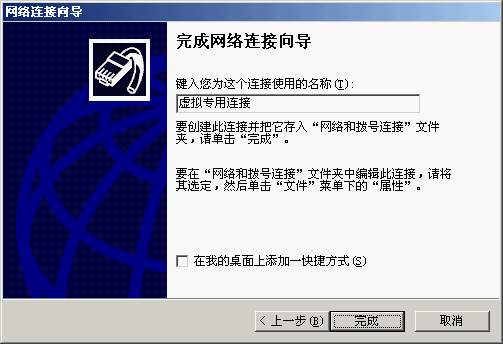 网络连接向导
完成网络连接向导
键入您为这个连接使用的名称(T):
虚拟专用连接
要创建此连接并把它存入“网络和拨号连接”文件
夹,请单击“完成”。
要在“网络和拨号连接”文件夹中编辑此连接,请将
其选定,然后单击“文件”菜单下的“属性”。
在我的桌面上添加一快捷方式(S)
< 上一步(B) 完成 取消